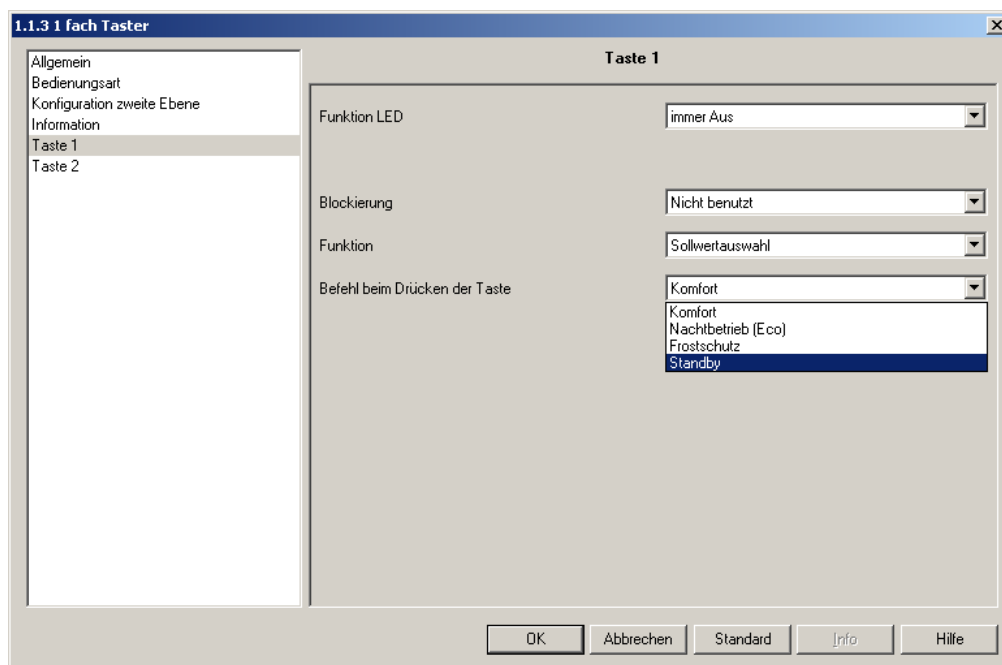 1.1.3 1 fach Taster
Allgemein
Bedienungsart
Konfiguration zweite Ebene
Information
Taste 1
Taste 2
Taste 1
Funktion LED
immer Aus
Blockierung
Nicht benutzt
Funktion
Sollwertauswahl
Befehl beim Drücken der Taste
Komfort
Komfort
Nachtbetrieb (Eco)
Frostschutz
Standby
OK
Abbrechen
Standard
Info
Hilfe